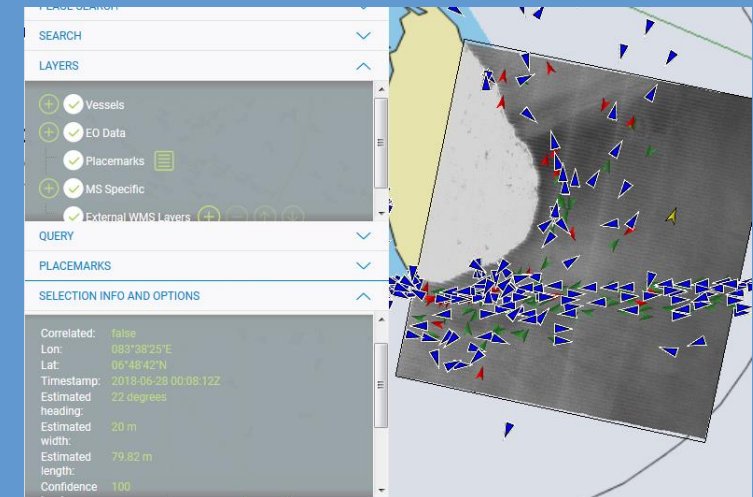 PLACE SEARCH
SEARCH
LAYERS
Vessels
EO Data
Placemarks
MS Specific
External WMS Layers
QUERY
PLACEMARKS
SELECTION INFO AND OPTIONS
Correlated: false
Lon: 083°38'25"E
Lat: 06°48'42"N
Timestamp: 2018-06-28 00:08:12Z
Estimated 22 degrees
heading:
Estimated 20 m
width:
Estimated 79.82 m
length:
Confidence 100